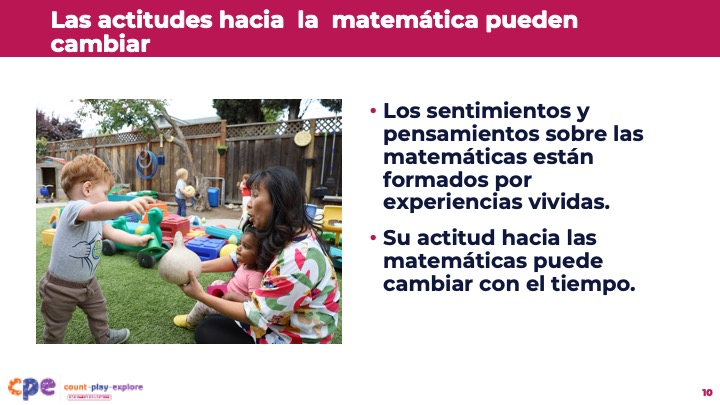 Las actitudes hacia la matemática pueden
cambiar
• Los sentimientos y
pensamientos sobre las
matemáticas están
formados por
experiencias vividas.
• Su actitud hacia las
matemáticas puede
cambiar con el tiempo.
cpe
count-play-explore
10